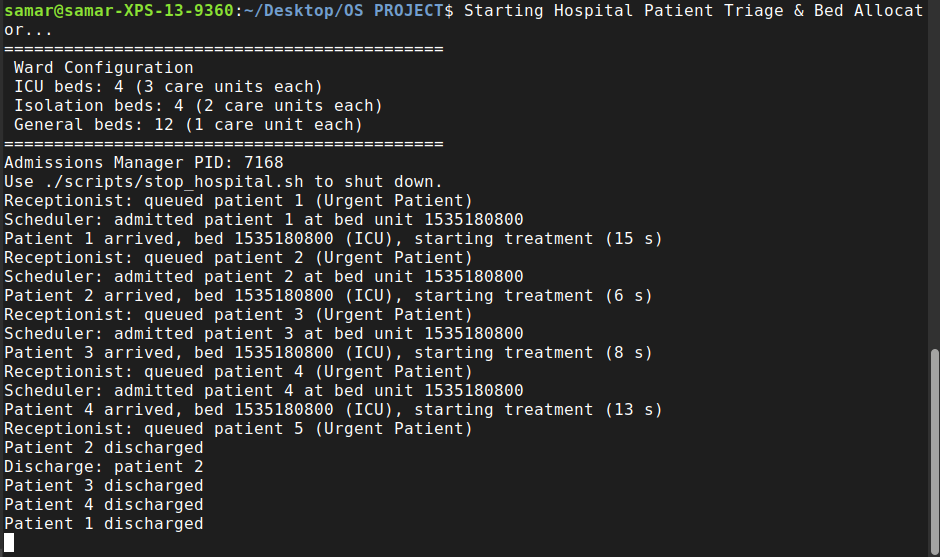 samar@samar-XPS-13-9360:~/Desktop/OS PROJECT$ Starting Hospital Patient Triage & Bed Allocat
or...
============================================
 Ward Configuration
 ICU beds: 4 (3 care units each)
 Isolation beds: 4 (2 care units each)
 General beds: 12 (1 care unit each)
============================================
Admissions Manager PID: 7168
Use ./scripts/stop_hospital.sh to shut down.
Receptionist: queued patient 1 (Urgent Patient)
Scheduler: admitted patient 1 at bed unit 1535180800
Patient 1 arrived, bed 1535180800 (ICU), starting treatment (15 s)
Receptionist: queued patient 2 (Urgent Patient)
Scheduler: admitted patient 2 at bed unit 1535180800
Patient 2 arrived, bed 1535180800 (ICU), starting treatment (6 s)
Receptionist: queued patient 3 (Urgent Patient)
Scheduler: admitted patient 3 at bed unit 1535180800
Patient 3 arrived, bed 1535180800 (ICU), starting treatment (8 s)
Receptionist: queued patient 4 (Urgent Patient)
Scheduler: admitted patient 4 at bed unit 1535180800
Patient 4 arrived, bed 1535180800 (ICU), starting treatment (13 s)
Receptionist: queued patient 5 (Urgent Patient)
Patient 2 discharged
Discharge: patient 2
Patient 3 discharged
Patient 4 discharged
Patient 1 discharged